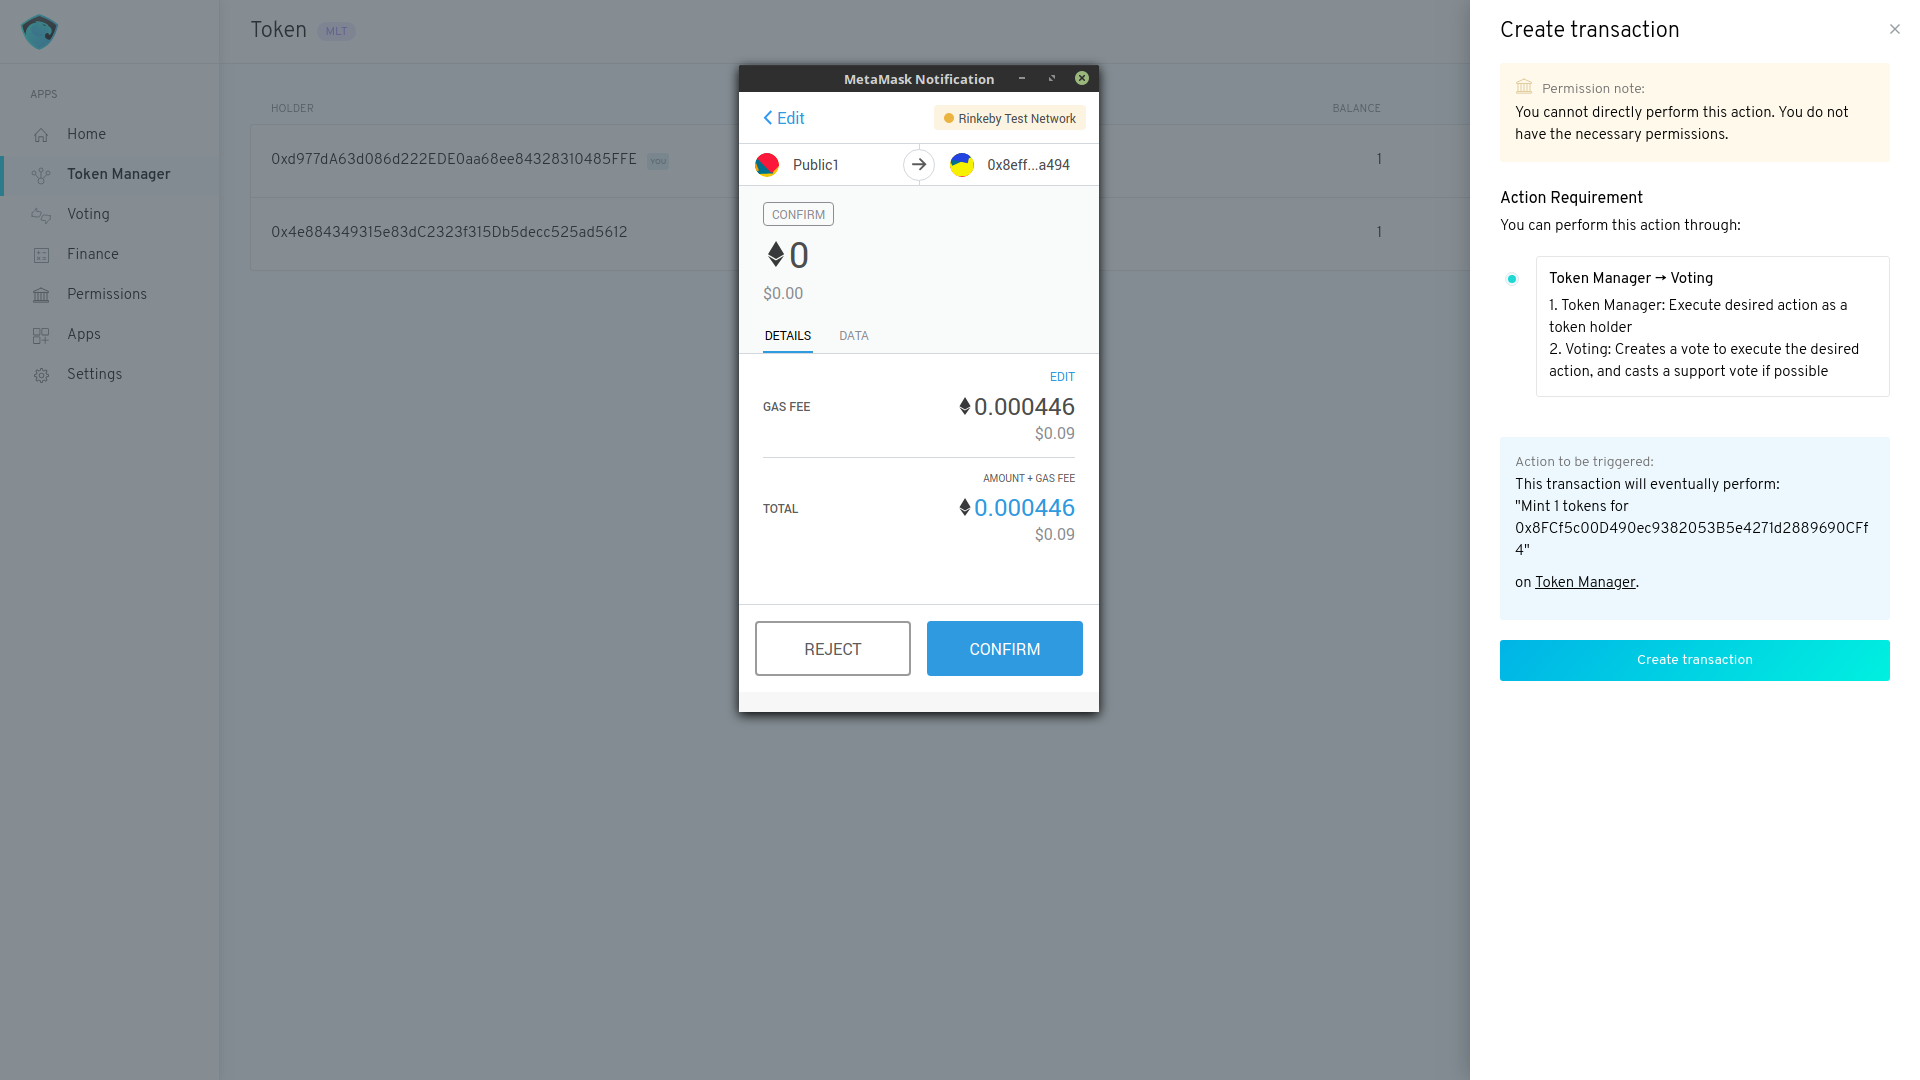 Token MLT
APPS
Home
Token Manager
Voting
Finance
Permissions
Apps
Settings
HOLDER
BALANCE
0xd977dA63d086d222EDE0aa68ee84328310485FFE YOU
1
0x4e884349315e83dC2323f315Db5decc525ad5612
1
MetaMask Notification
Edit
Rinkeby Test Network
Public1
0x8eff...a494
CONFIRM
0
$0.00
DETAILS
DATA
EDIT
GAS FEE
0.000446
$0.09
AMOUNT + GAS FEE
TOTAL
0.000446
$0.09
REJECT
CONFIRM
Create transaction
Permission note:
You cannot directly perform this action. You do not
have the necessary permissions.
Action Requirement
You can perform this action through:
Token Manager → Voting
1. Token Manager: Execute desired action as a
token holder
2. Voting: Creates a vote to execute the desired
action, and casts a support vote if possible
Action to be triggered:
This transaction will eventually perform:
"Mint 1 tokens for
0x8FCf5c00D490ec9382053B5e4271d2889690CFf
4"
on Token Manager.
Create transaction